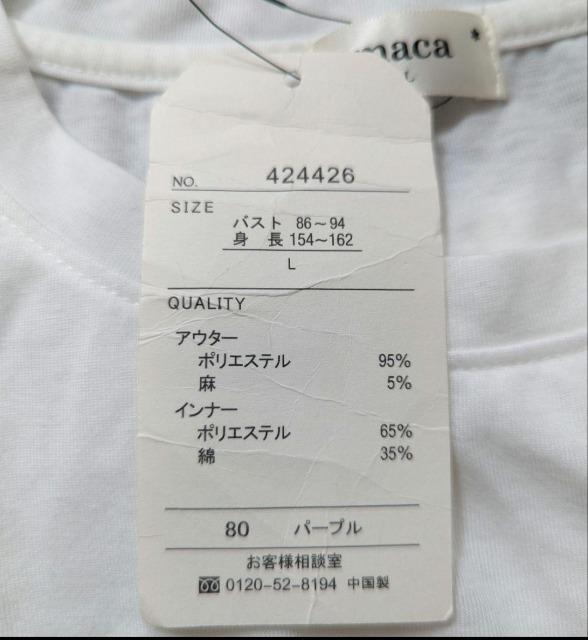 maca
L
NO. 424426
SIZE
バスト 86～94
身 長 154～162
L
QUALITY
アウター
ポリエステル 95%
麻 5%
インナー
ポリエステル 65%
綿 35%
80 パープル
お客様相談室
0120-52-8194 中国製